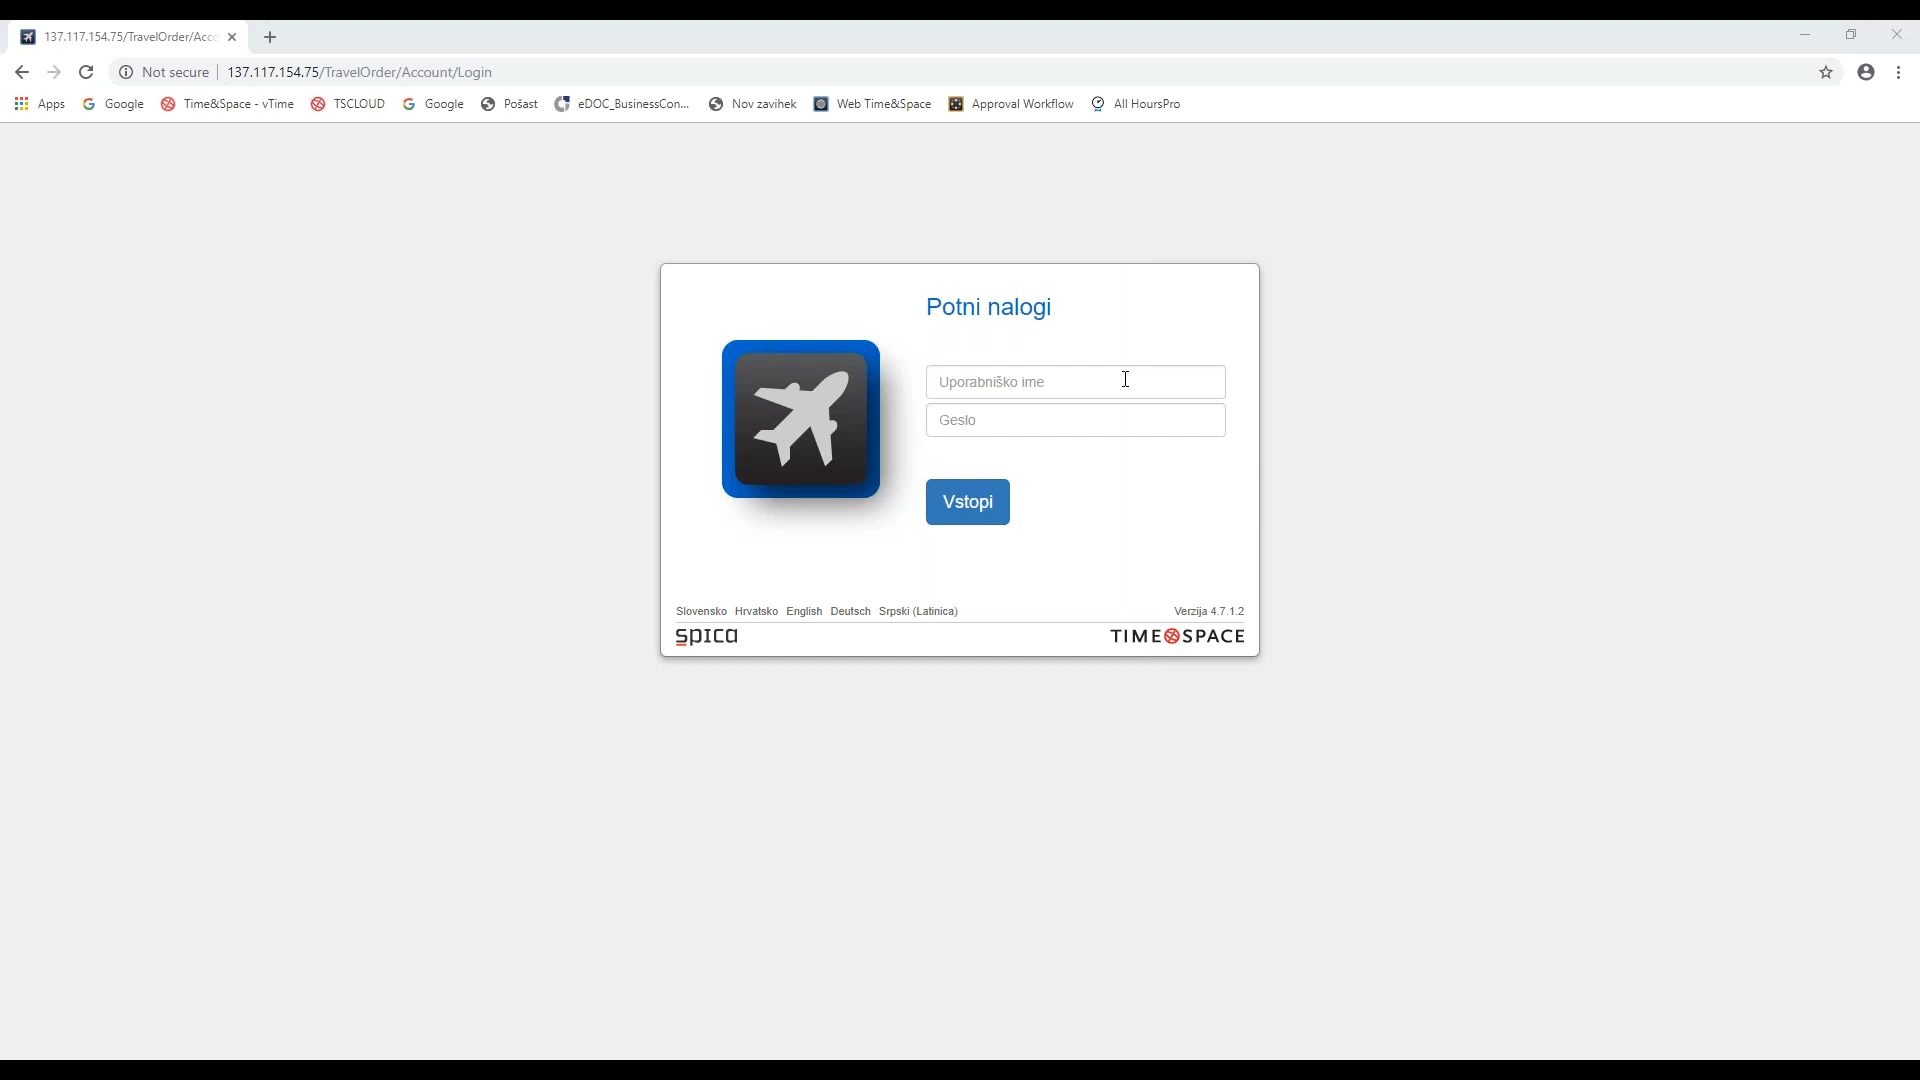 137.117.154.75/TravelOrder/Acco
Not secure 137.117.154.75/TravelOrder/Account/Login
Apps Google Time&Space - vTime TSCLOUD Google Pošast eDOC_BusinessCon... Nov zavihek Web Time&Space Approval Workflow All HoursPro
Potni nalogi
Uporabniško ime
Geslo
Vstopi
Slovensko Hrvatsko English Deutsch Srpski (Latinica) Verzija 4.7.1.2
spica TIME SPACE